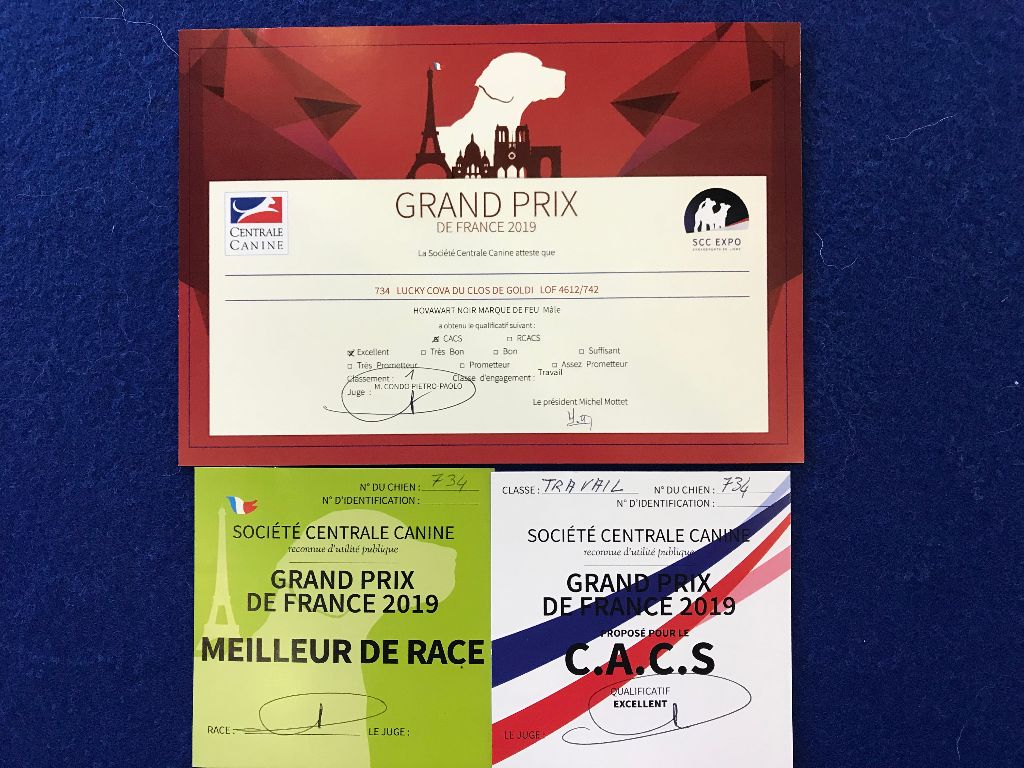 GRAND PRIX
DE FRANCE 2019
CENTRALE
CANINE
SCC EXPO
La Société Centrale Canine atteste que
734 LUCKY COVA DU CLOS DE GOLDI LOF 4612/742
HOVAWART NOIR MARQUE DE FEU Mâle
a obtenu le qualificatif suivant :
CACS RCACS
Excellent Très Bon Bon Suffisant
Très Prometteur Prometteur Assez Prometteur
Classement : 1 Classe d'engagement : Travail
Juge : M. CONDO PIETRO-PAOLO
Le président Michel Mottet
N° DU CHIEN : 734
N° D'IDENTIFICATION :
SOCIÉTÉ CENTRALE CANINE
reconnue d'utilité publique
GRAND PRIX
DE FRANCE 2019
MEILLEUR DE RACE
RACE : LE JUGE :
CLASSE : TRAVAIL N° DU CHIEN : 734
N° D'IDENTIFICATION :
SOCIÉTÉ CENTRALE CANINE
reconnue d'utilité publique
GRAND PRIX
DE FRANCE 2019
PROPOSÉ POUR LE
C.A.C.S
QUALIFICATIF
EXCELLENT
LE JUGE :